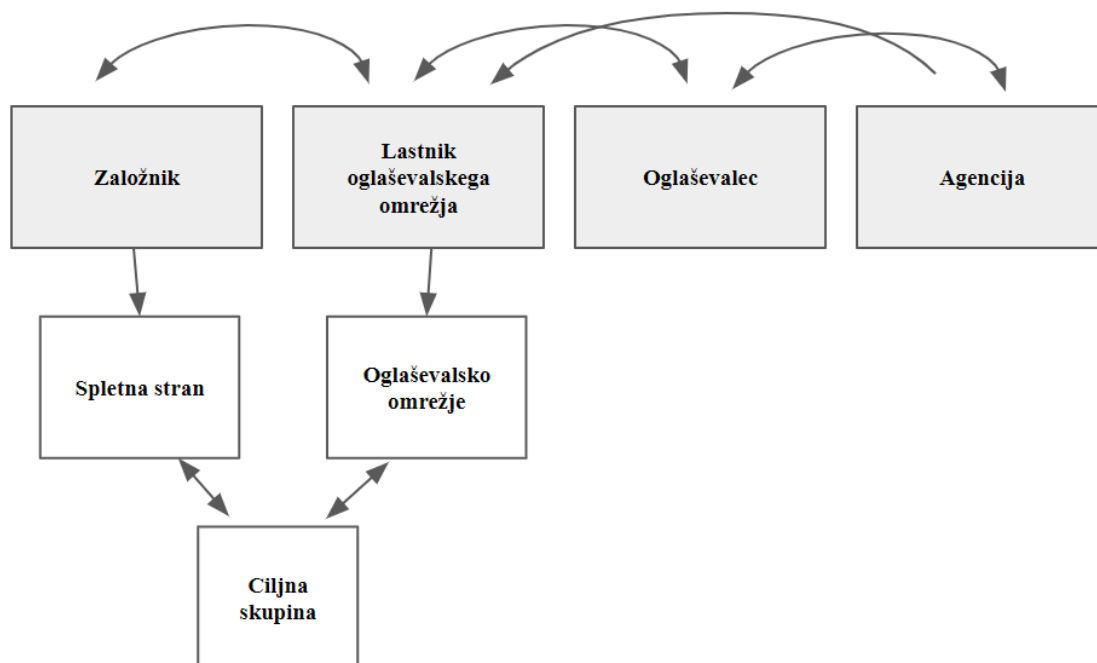 Založnik
Lastnik
oglaševalskega
omrežja
Oglaševalec
Agencija
Spletna stran
Oglaševalsko
omrežje
Ciljna
skupina